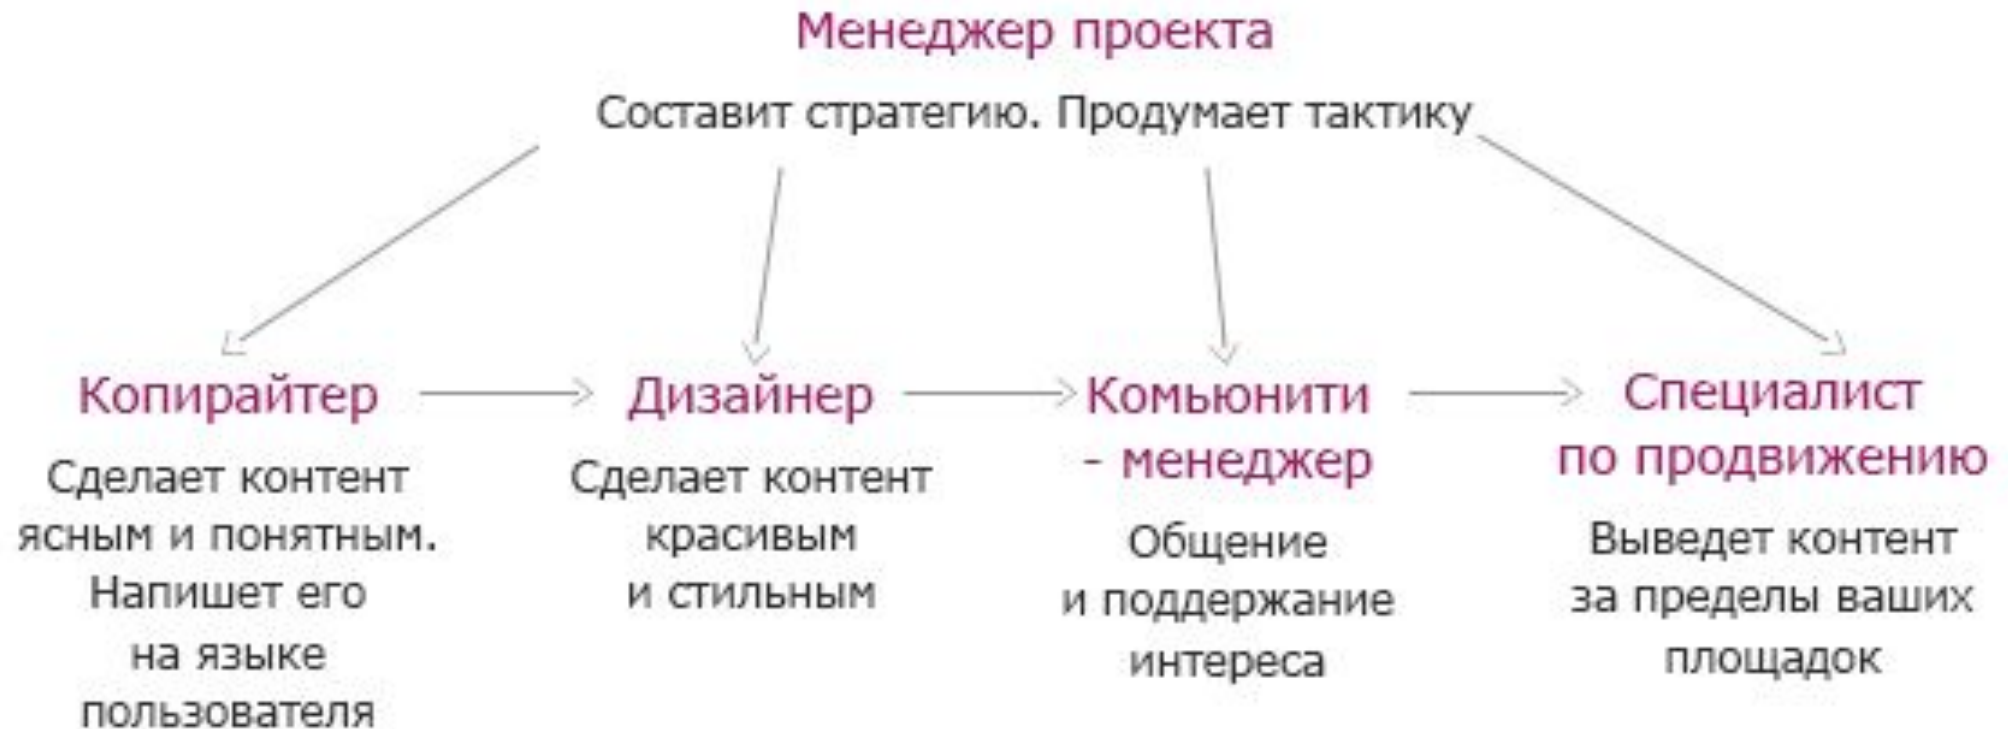 Менеджер проекта
Составит стратегию. Продумает тактику
Копирайтер
Сделает контент
ясным и понятным.
Напишет его
на языке
пользователя
Дизайнер
Сделает контент
красивым
и стильным
Комьюнити
- менеджер
Общение
и поддержание
интереса
Специалист
по продвижению
Выведет контент
за пределы ваших
площадок